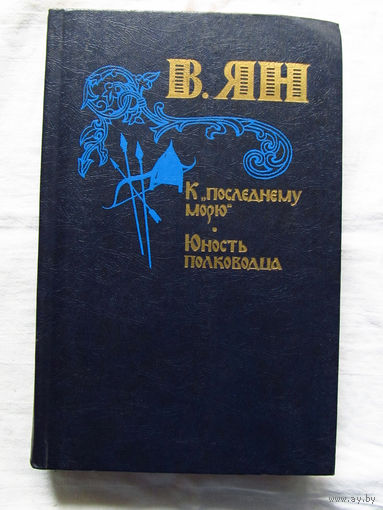 В. ЯН
К „ПОСЛЕДНЕМУ
МОРЮ"
•
ЮНОСТЬ
ПОЛКОВОДЦА
www.ay.by